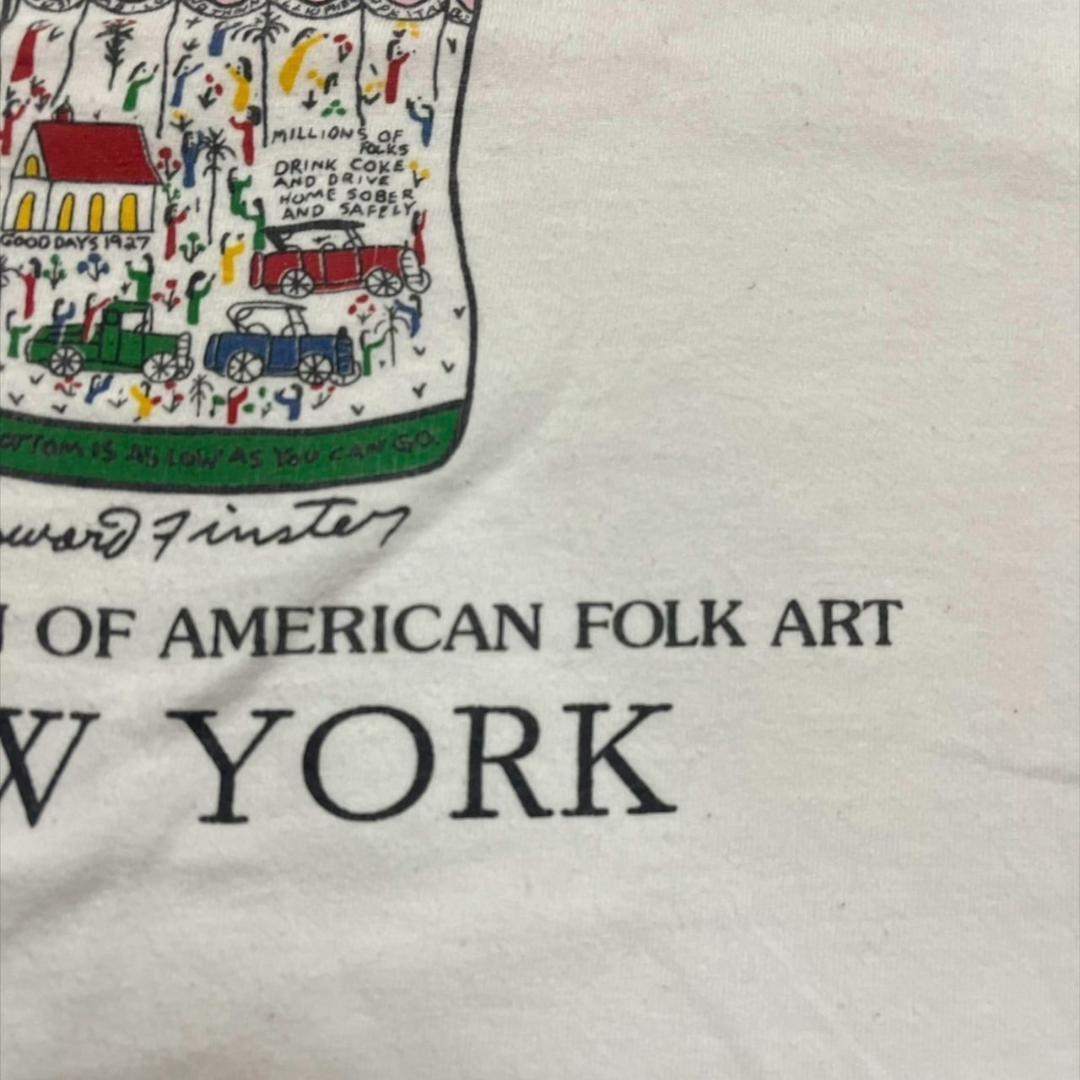 MILLIONS OF
FOLKS
DRINK COKE
AND DRIVE
HOME SOBER
AND SAFELY
GOOD DAYS 1927
OTTOM IS AS LOW AS YOU CAN GO.
oward Finster
OF AMERICAN FOLK ART
W YORK